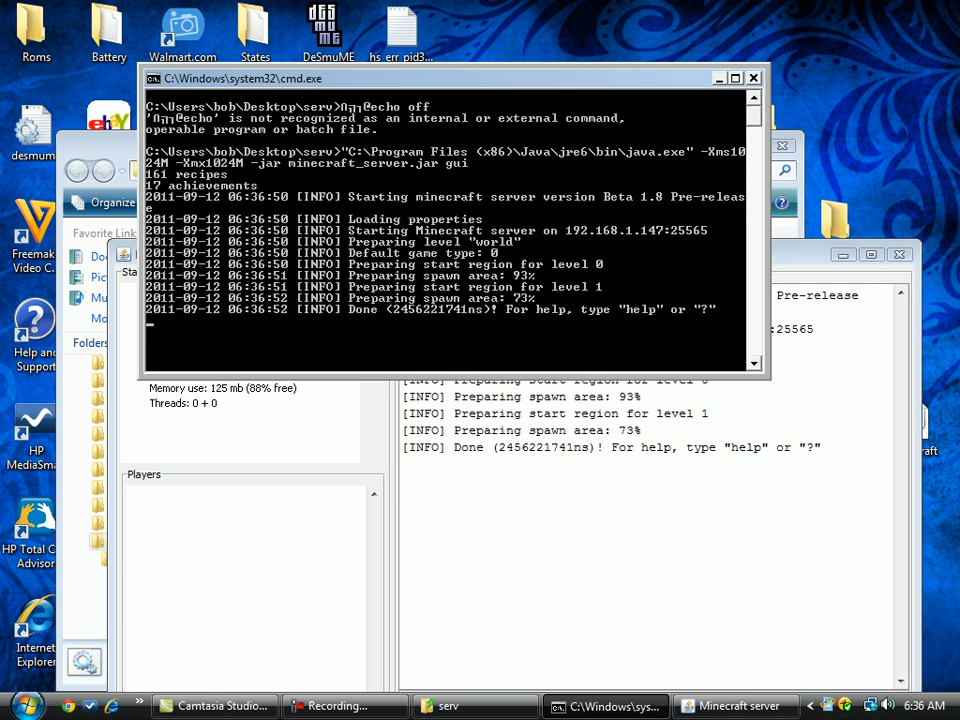 Roms
Battery
Walmart.com
States
DeSmuME
hs_err_pid3...
C:\Windows\system32\cmd.exe
C:\Users\bob\Desktop\serv>∩╗┐@echo off
'∩╗┐@echo' is not recognized as an internal or external command,
operable program or batch file.
C:\Users\bob\Desktop\serv>"C:\Program Files (x86)\Java\jre6\bin\java.exe" -Xms10
24M -Xmx1024M -jar minecraft_server.jar gui
161 recipes
17 achievements
2011-09-12 06:36:50 [INFO] Starting minecraft server version Beta 1.8 Pre-releas
e
2011-09-12 06:36:50 [INFO] Loading properties
2011-09-12 06:36:50 [INFO] Starting Minecraft server on 192.168.1.147:25565
2011-09-12 06:36:50 [INFO] Preparing level "world"
2011-09-12 06:36:50 [INFO] Default game type: 0
2011-09-12 06:36:50 [INFO] Preparing start region for level 0
2011-09-12 06:36:51 [INFO] Preparing spawn area: 93%
2011-09-12 06:36:51 [INFO] Preparing start region for level 1
2011-09-12 06:36:52 [INFO] Preparing spawn area: 73%
2011-09-12 06:36:52 [INFO] Done (2456221741ns)! For help, type "help" or "?"
desmum
ebY
Organize
Favorite Link
Do
Pict
Mu
Mo
Folders
Sta
Freemak
Video C.
Help and
Support
HP
MediaSma
HP Total C
Advisor
Internet
Explorer
Pre-release
:25565
Memory use: 125 mb (88% free)
Threads: 0 + 0
[INFO] Preparing start region for level 0
[INFO] Preparing spawn area: 93%
[INFO] Preparing start region for level 1
[INFO] Preparing spawn area: 73%
[INFO] Done (2456221741ns)! For help, type "help" or "?"
Players
raft
Camtasia Studio...
Recording...
serv
C:\Windows\sys...
Minecraft server
6:36 AM